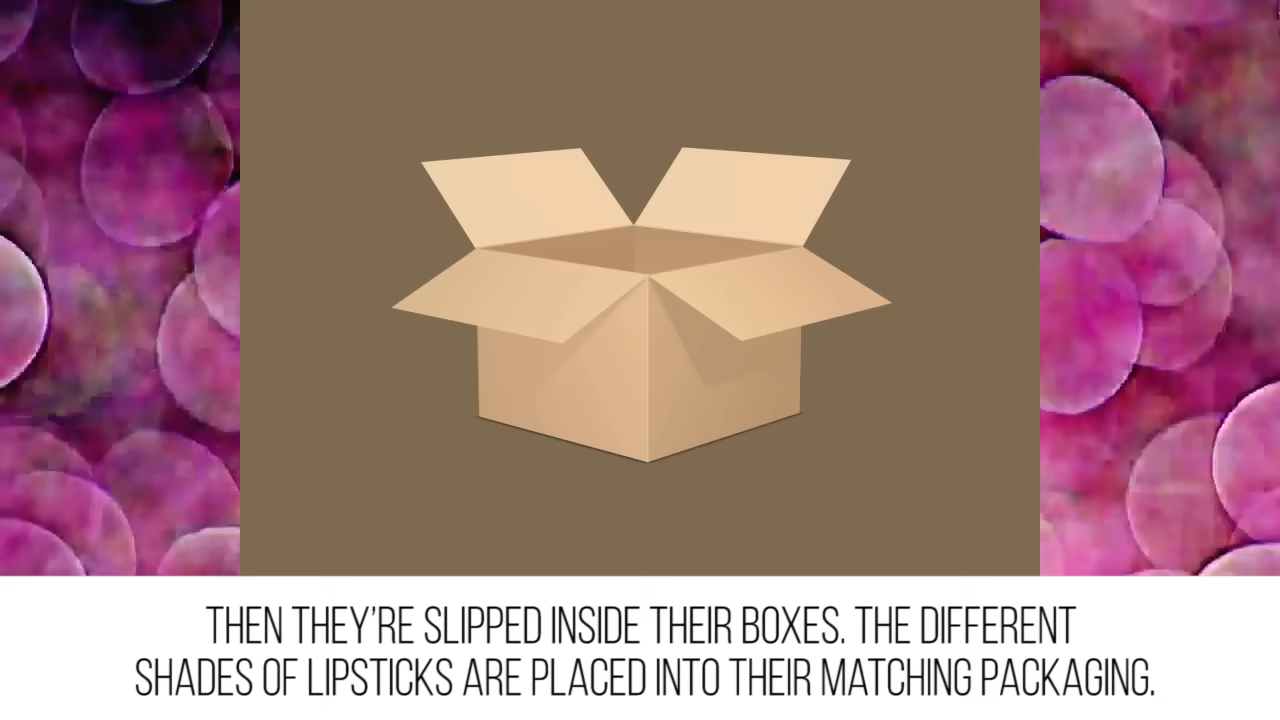 THEN THEY'RE SLIPPED INSIDE THEIR BOXES. THE DIFFERENT
SHADES OF LIPSTICKS ARE PLACED INTO THEIR MATCHING PACKAGING.